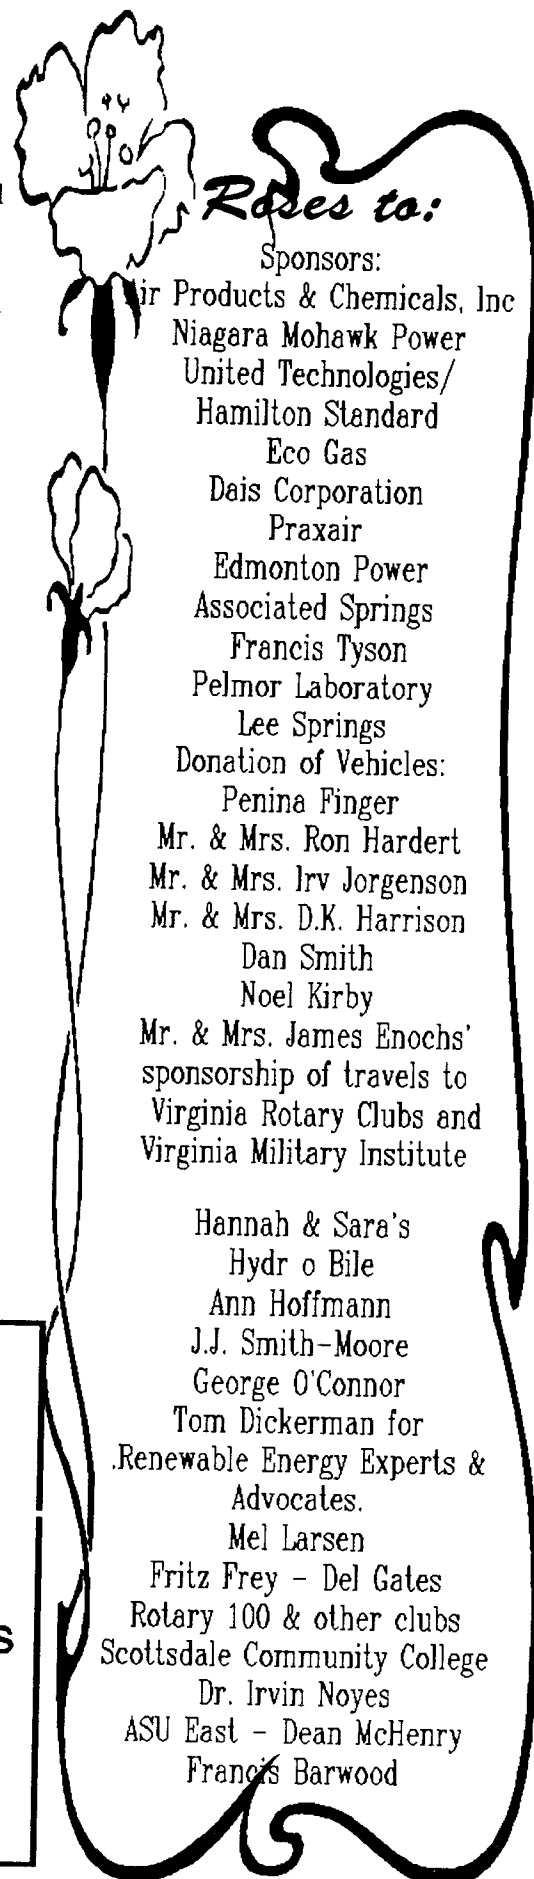 Roses to:
Sponsors:
Air Products & Chemicals, Inc
Niagara Mohawk Power
United Technologies/
Hamilton Standard
Eco Gas
Dais Corporation
Praxair
Edmonton Power
Associated Springs
Francis Tyson
Pelmor Laboratory
Lee Springs
Donation of Vehicles:
Penina Finger
Mr. & Mrs. Ron Hardert
Mr. & Mrs. Irv Jorgenson
Mr. & Mrs. D.K. Harrison
Dan Smith
Noel Kirby
Mr. & Mrs. James Enochs'
sponsorship of travels to
Virginia Rotary Clubs and
Virginia Military Institute
Hannah & Sara's
Hydr o Bile
Ann Hoffmann
J.J. Smith-Moore
George O'Connor
Tom Dickerman for
.Renewable Energy Experts &
Advocates.
Mel Larsen
Fritz Frey - Del Gates
Rotary 100 & other clubs
s
Scottsdale Community College
Dr. Irvin Noyes
ASU East - Dean McHenry
Francis Barwood